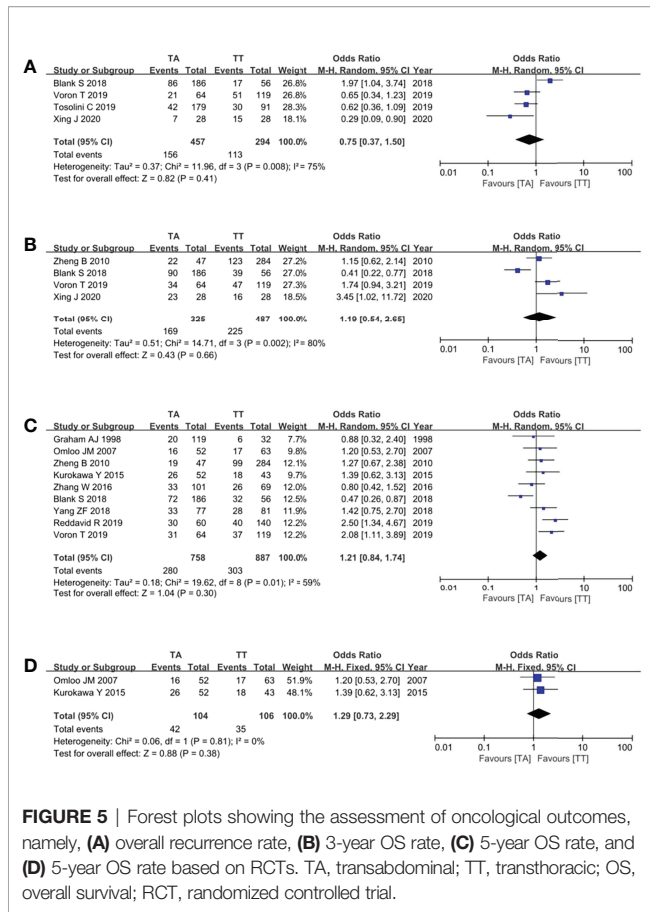 A
TA TT Odds Ratio Odds Ratio
Study or Subgroup Events Total Events Total Weight M-H, Random, 95% CI Year M-H, Random, 95% CI
Blank S 2018 86 186 17 56 26.8% 1.97 [1.04, 3.74] 2018
Voron T 2019 21 64 51 119 26.8% 0.65 [0.34, 1.23] 2019
Tosolini C 2019 42 179 30 91 28.3% 0.62 [0.36, 1.09] 2019
Xing J 2020 7 28 15 28 18.1% 0.29 [0.09, 0.90] 2020
Total (95% CI) 457 294 100.0% 0.75 [0.37, 1.50]
Total events 156 113
Heterogeneity: Tau² = 0.37; Chi² = 11.96, df = 3 (P = 0.008); I² = 75%
Test for overall effect: Z = 0.82 (P = 0.41)
0.01 0.1 1 10 100
Favours [TA] Favours [TT]
B
TA TT Odds Ratio Odds Ratio
Study or Subgroup Events Total Events Total Weight M-H, Random, 95% CI Year M-H, Random, 95% CI
Zheng B 2010 22 47 123 284 27.2% 1.15 [0.62, 2.14] 2010
Blank S 2018 90 186 39 56 26.9% 0.41 [0.22, 0.77] 2018
Voron T 2019 34 64 47 119 27.4% 1.74 [0.94, 3.21] 2019
Xing J 2020 23 28 16 28 18.5% 3.45 [1.02, 11.72] 2020
Total (95% CI) 325 487 100.0% 1.19 [0.54, 2.65]
Total events 169 225
Heterogeneity: Tau² = 0.51; Chi² = 14.71, df = 3 (P = 0.002); I² = 80%
Test for overall effect: Z = 0.43 (P = 0.66)
0.01 0.1 1 10 100
Favours [TA] Favours [TT]
C
TA TT Odds Ratio Odds Ratio
Study or Subgroup Events Total Events Total Weight M-H, Random, 95% CI Year M-H, Random, 95% CI
Graham AJ 1998 20 119 6 32 7.7% 0.88 [0.32, 2.40] 1998
Omloo JM 2007 16 52 17 63 10.0% 1.20 [0.53, 2.70] 2007
Zheng B 2010 19 47 99 284 12.1% 1.27 [0.67, 2.38] 2010
Kurokawa Y 2015 26 52 18 43 9.9% 1.39 [0.62, 3.13] 2015
Zhang W 2016 33 101 26 69 11.9% 0.80 [0.42, 1.52] 2016
Blank S 2018 72 186 32 56 12.5% 0.47 [0.26, 0.87] 2018
Yang ZF 2018 33 77 28 81 11.8% 1.42 [0.75, 2.70] 2018
Reddavid R 2019 30 60 40 140 12.2% 2.50 [1.34, 4.67] 2019
Voron T 2019 31 64 37 119 12.2% 2.08 [1.11, 3.89] 2019
Total (95% CI) 758 887 100.0% 1.21 [0.84, 1.74]
Total events 280 303
Heterogeneity: Tau² = 0.18; Chi² = 19.62, df = 8 (P = 0.01); I² = 59%
Test for overall effect: Z = 1.04 (P = 0.30)
0.01 0.1 1 10 100
Favours [TA] Favours [TT]
D
TA TT Odds Ratio Odds Ratio
Study or Subgroup Events Total Events Total Weight M-H, Fixed, 95% CI Year M-H, Fixed, 95% CI
Omloo JM 2007 16 52 17 63 51.9% 1.20 [0.53, 2.70] 2007
Kurokawa Y 2015 26 52 18 43 48.1% 1.39 [0.62, 3.13] 2015
Total (95% CI) 104 106 100.0% 1.29 [0.73, 2.29]
Total events 42 35
Heterogeneity: Chi² = 0.06, df = 1 (P = 0.81); I² = 0%
Test for overall effect: Z = 0.88 (P = 0.38)
0.01 0.1 1 10 100
Favours [TA] Favours [TT]
FIGURE 5 | Forest plots showing the assessment of oncological outcomes,
namely, (A) overall recurrence rate, (B) 3-year OS rate, (C) 5-year OS rate, and
(D) 5-year OS rate based on RCTs. TA, transabdominal; TT, transthoracic; OS,
overall survival; RCT, randomized controlled trial.